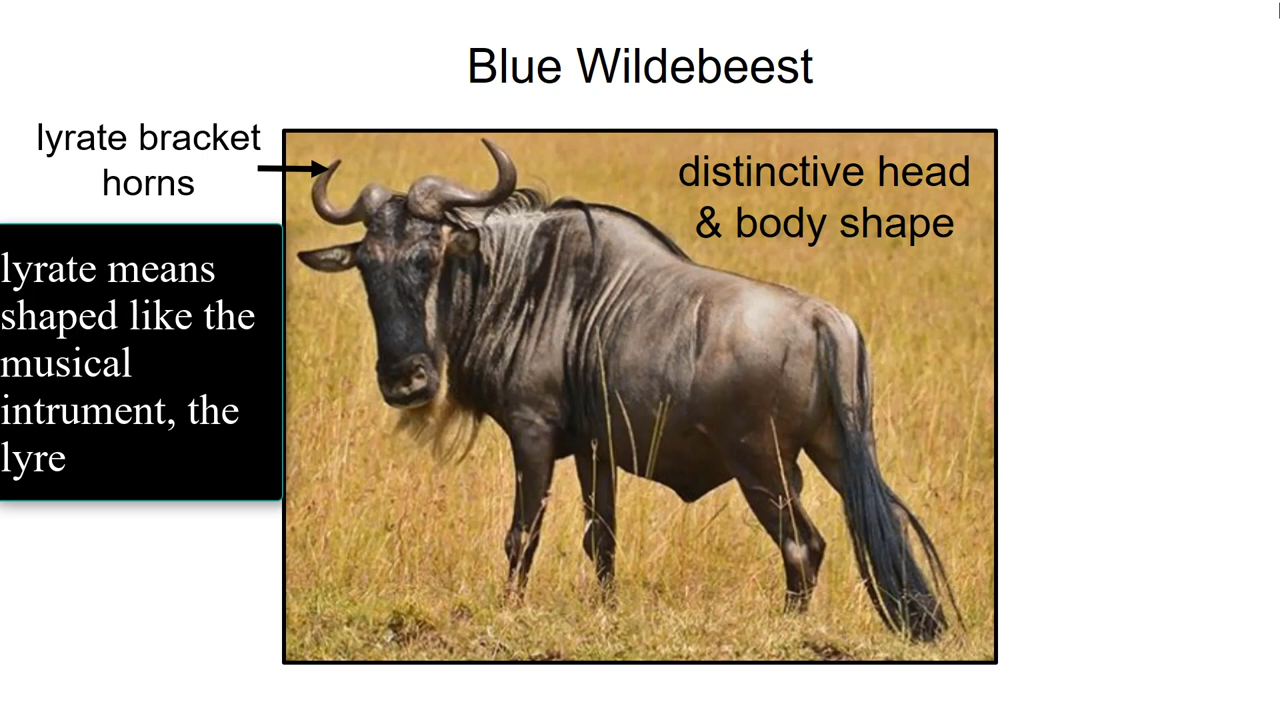 Blue Wildebeest
lyrate bracket
horns
distinctive head
& body shape
lyrate means
shaped like the
musical
intrument, the
lyre